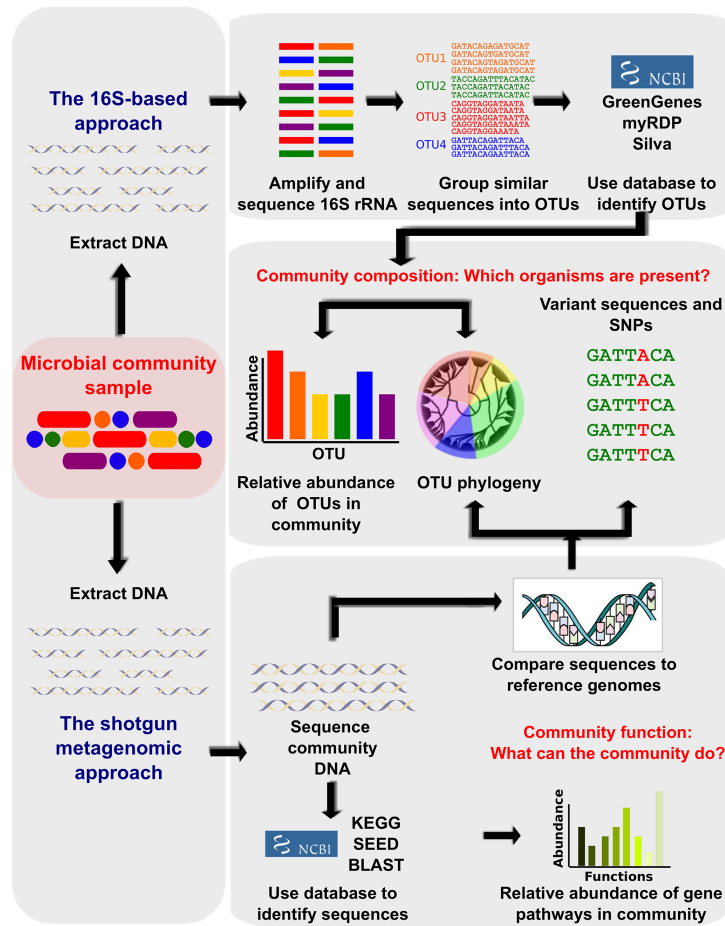 The 16S-based
approach
Extract DNA
Microbial community
sample
Extract DNA
The shotgun
metagenomic
approach
GATACAGAGATGCAT
GATACAGTGATGCAT
GATACAGTAGATGCAT
GATACAGTAGATGCAT
OTU1
TACCAGATTTACATAC
TACCAGATTACATAC
TACCAGATTACATAC
OTU2
CAGGTAGGATAATA
CAGGTAGGATAATA
CAGGTAGGATAATTA
CAGGTAGGATAAATA
CAGGTAGGAAATA
OTU3
GATTACAGATTACA
GATTACAGATTTACA
GATTACAGAATTACA
OTU4
NCBI
GreenGenes
myRDP
Silva
Amplify and
sequence 16S rRNA
Group similar
sequences into OTUs
Use database to
identify OTUs
Community composition: Which organisms are present?
Abundance
OTU
Relative abundance
of OTUs in
community
OTU phylogeny
Variant sequences and
SNPs
GATTACA
GATTACA
GATTTCA
GATTTCA
GATTTCA
Compare sequences to
reference genomes
Sequence
community
DNA
NCBI
KEGG
SEED
BLAST
Use database to
identify sequences
Community function:
What can the community do?
Abundance
Functions
Relative abundance of gene
pathways in community